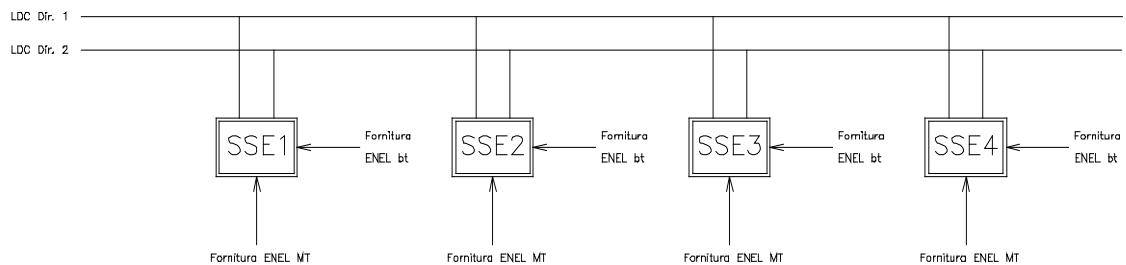 LDC Dir. 1
LDC Dir. 2
SSE1
Fornitura
ENEL bt
SSE2
Fornitura
ENEL bt
SSE3
Fornitura
ENEL bt
SSE4
Fornitura
ENEL bt
Fornitura ENEL MT
Fornitura ENEL MT
Fornitura ENEL MT
Fornitura ENEL MT